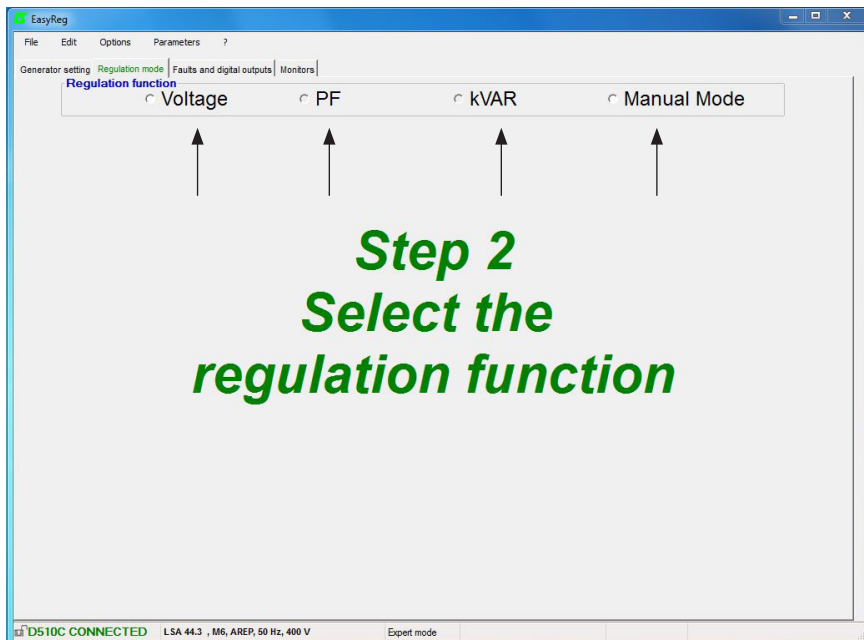 EasyReg
File Edit Options Parameters ?
Generator setting Regulation mode Faults and digital outputs Monitors
Regulation function
Voltage PF kVAR Manual Mode
Step 2
Select the
regulation function
D510C CONNECTED LSA 44.3 , M6, AREP, 50 Hz, 400 V Expert mode